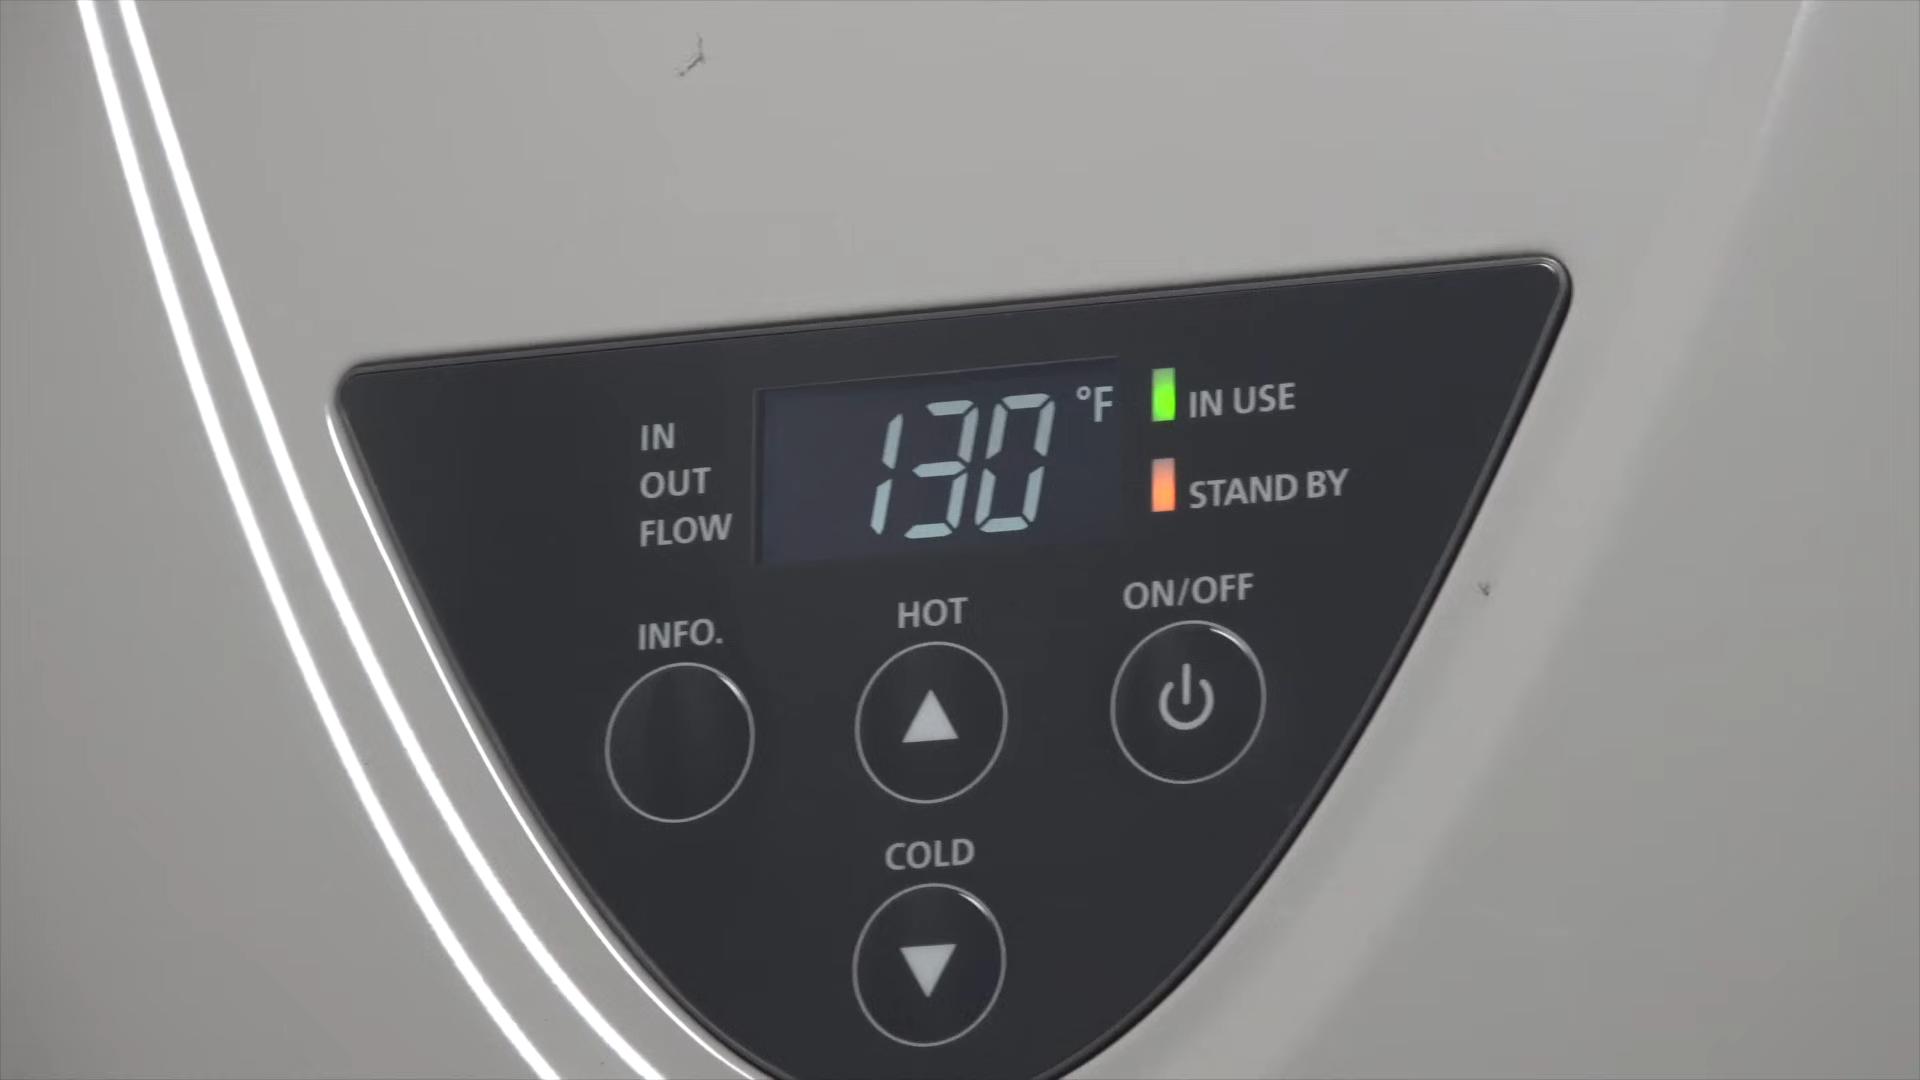 130 °F
IN USE
IN
OUT
FLOW
STAND BY
INFO.
HOT
ON/OFF
COLD